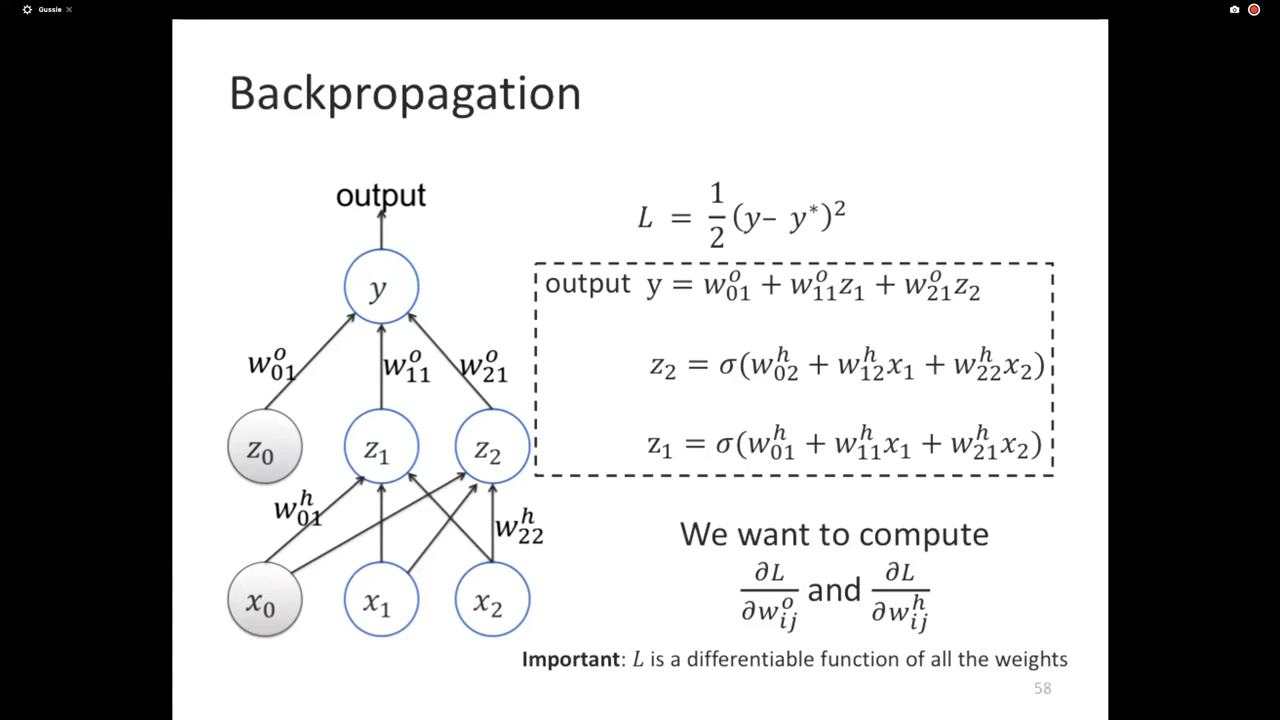 Gussie ×
Backpropagation
output
y
w^o_01 w^o_11 w^o_21
z_0 z_1 z_2
w^h_01 w^h_22
x_0 x_1 x_2
L = 1/2 (y– y*)^2
output y = w^o_01 + w^o_11 z_1 + w^o_21 z_2
z_2 = σ(w^h_02 + w^h_12 x_1 + w^h_22 x_2)
z_1 = σ(w^h_01 + w^h_11 x_1 + w^h_21 x_2)
We want to compute
∂L/∂w^o_ij and ∂L/∂w^h_ij
Important: L is a differentiable function of all the weights
58